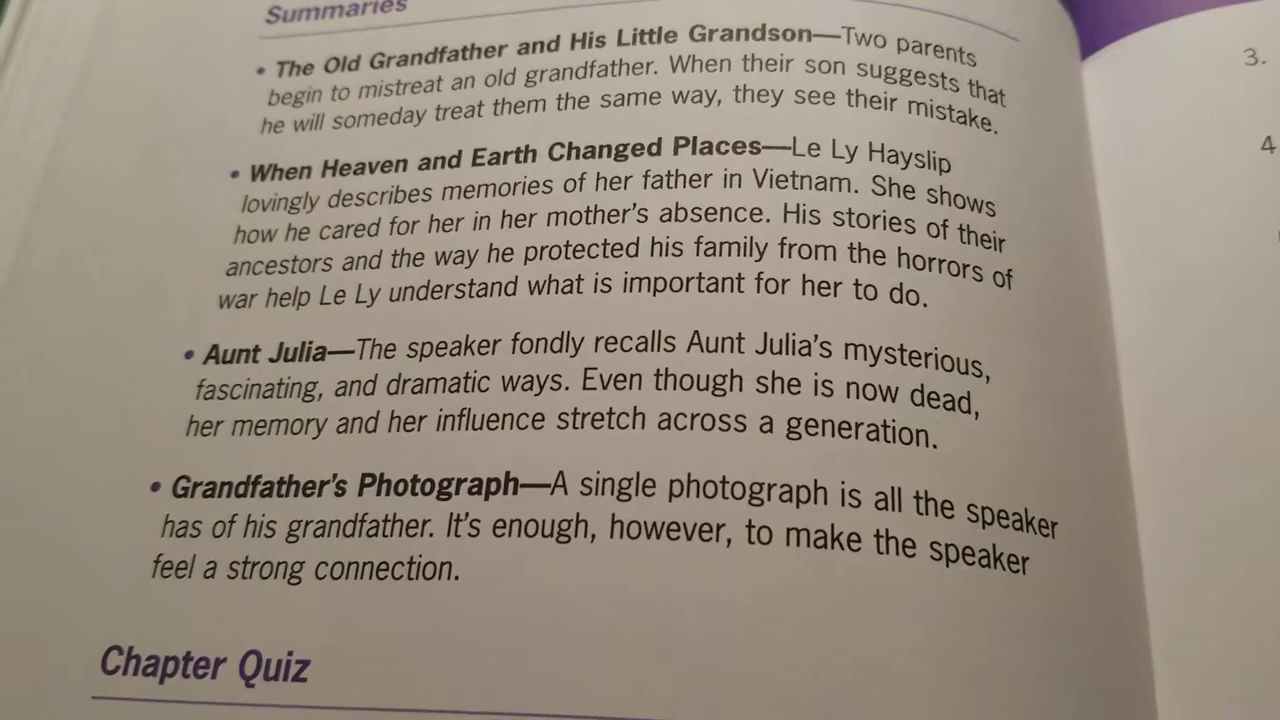 Summaries
• The Old Grandfather and His Little Grandson—Two parents
begin to mistreat an old grandfather. When their son suggests that
he will someday treat them the same way, they see their mistake.
• When Heaven and Earth Changed Places—Le Ly Hayslip
lovingly describes memories of her father in Vietnam. She shows
how he cared for her in her mother's absence. His stories of their
ancestors and the way he protected his family from the horrors of
war help Le Ly understand what is important for her to do.
• Aunt Julia—The speaker fondly recalls Aunt Julia's mysterious,
fascinating, and dramatic ways. Even though she is now dead,
her memory and her influence stretch across a generation.
• Grandfather's Photograph—A single photograph is all the speaker
has of his grandfather. It's enough, however, to make the speaker
feel a strong connection.
Chapter Quiz
3.
4